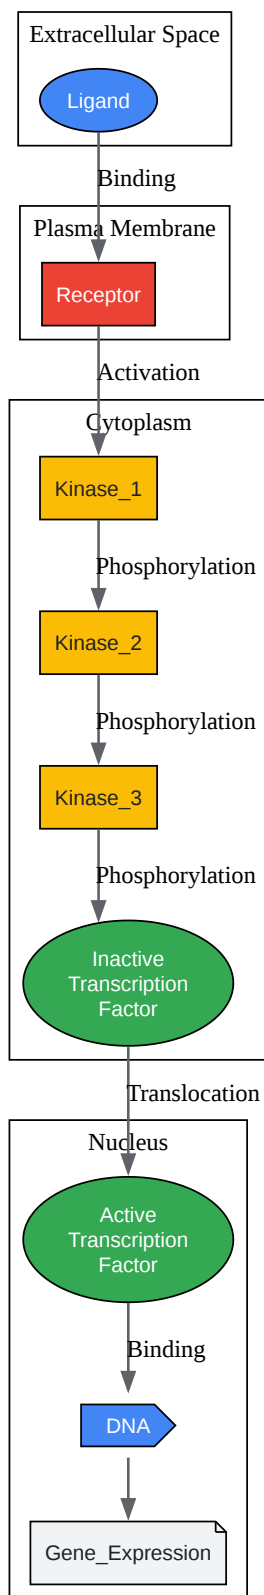 Extracellular Space
Ligand
Binding
Plasma Membrane
Receptor
Activation
Cytoplasm
Kinase_1
Phosphorylation
Kinase_2
Phosphorylation
Kinase_3
Phosphorylation
Inactive
Transcription
Factor
Translocation
Nucleus
Active
Transcription
Factor
Binding
DNA
Gene_Expression